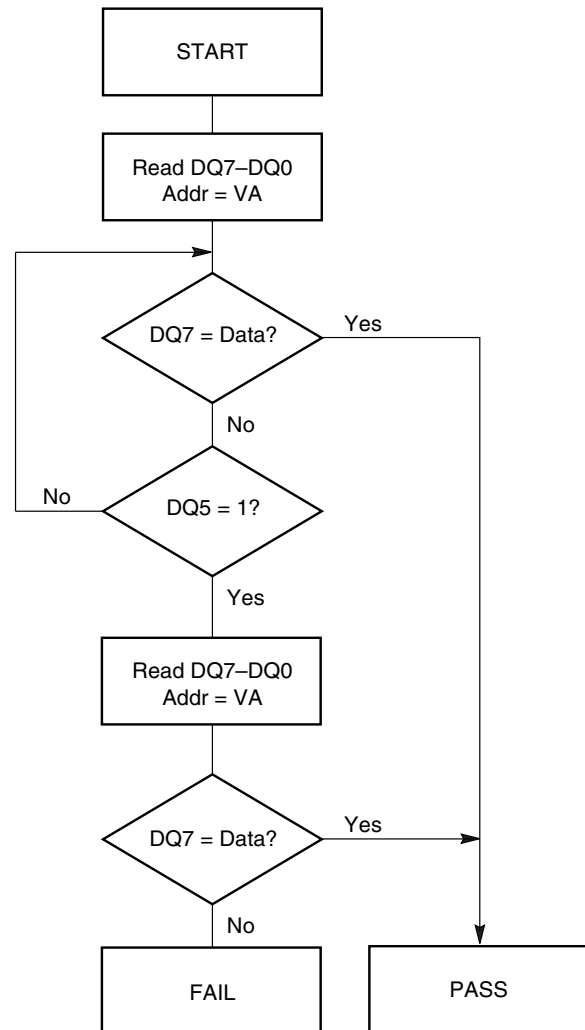 START
Read DQ7–DQ0
Addr = VA
DQ7 = Data?
Yes
No
No
DQ5 = 1?
Yes
Read DQ7–DQ0
Addr = VA
DQ7 = Data?
Yes
No
FAIL
PASS